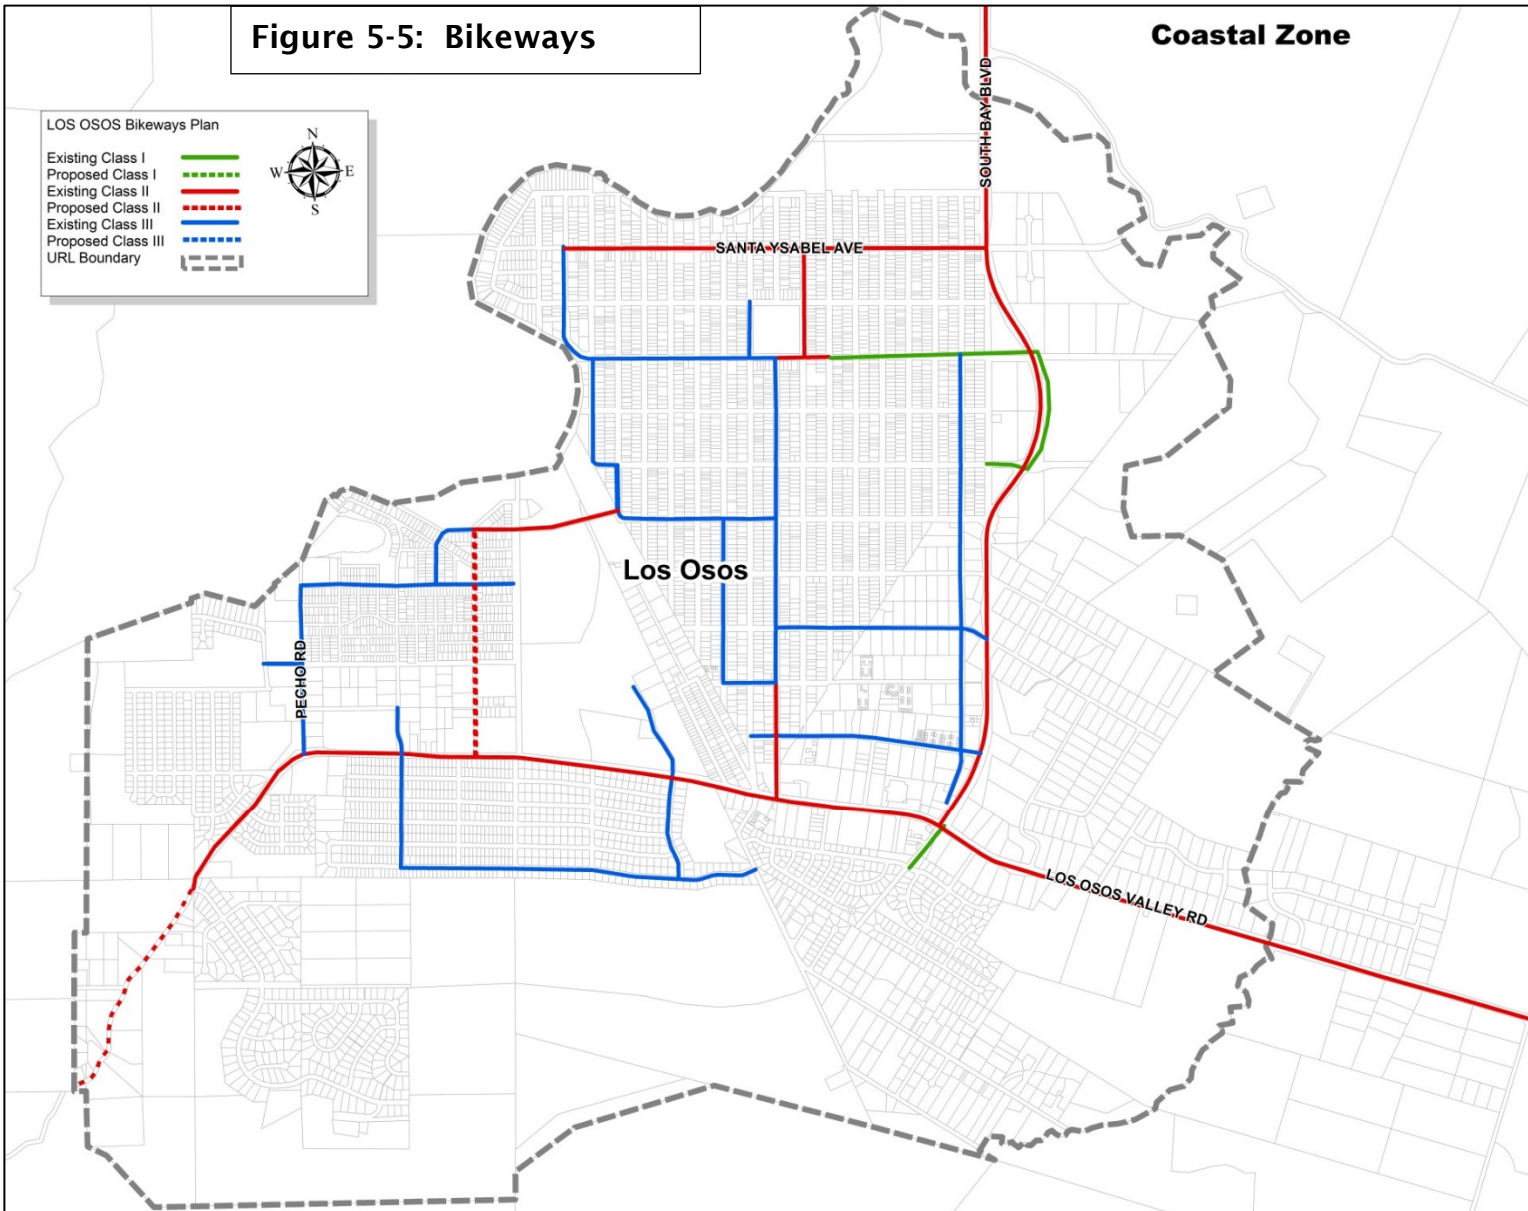 Figure 5-5: Bikeways
Coastal Zone
LOS OSOS Bikeways Plan
Existing Class I
Proposed Class I
Existing Class II
Proposed Class II
Existing Class III
Proposed Class III
URL Boundary
N
W
E
S
SOUTH BAY BLVD
SANTA YSABEL AVE
Los Osos
PECHO RD
LOS OSOS VALLEY RD